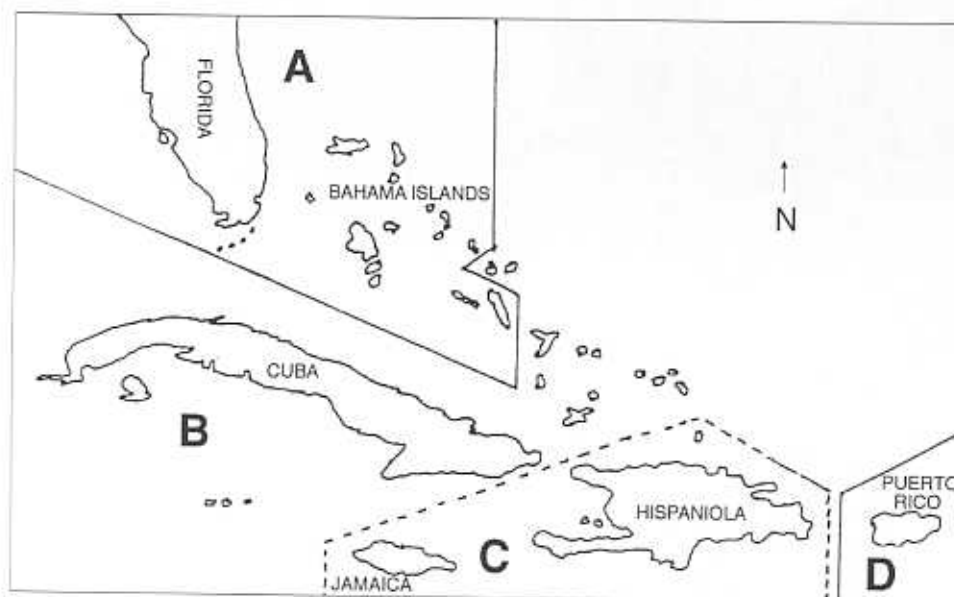 FLORIDA
A
BAHAMA ISLANDS
N
CUBA
B
PUERTO
RICO
HISPANIOLA
C
D
JAMAICA